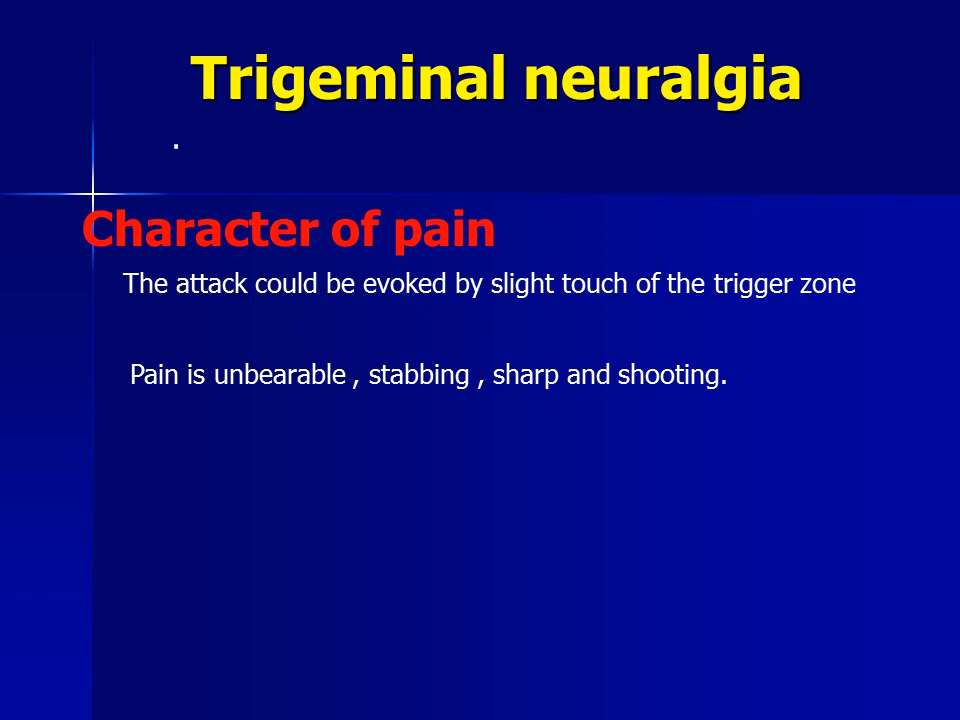 Trigeminal neuralgia
.
Character of pain
The attack could be evoked by slight touch of the trigger zone
Pain is unbearable , stabbing , sharp and shooting.